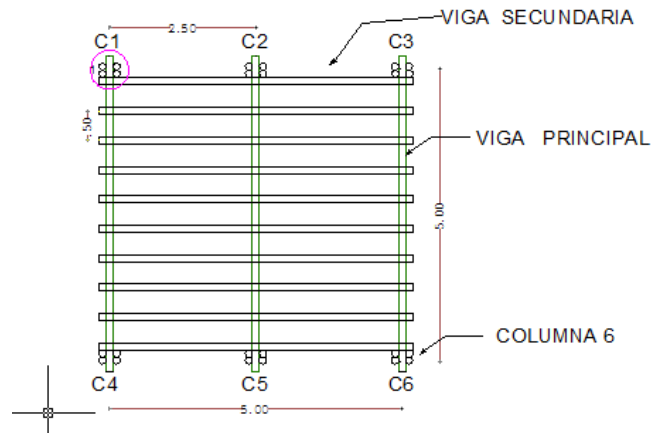 2.50
VIGA SECUNDARIA
C1 C2 C3
.50
VIGA PRINCIPAL
5.00
COLUMNA 6
C4 C5 C6
5.00